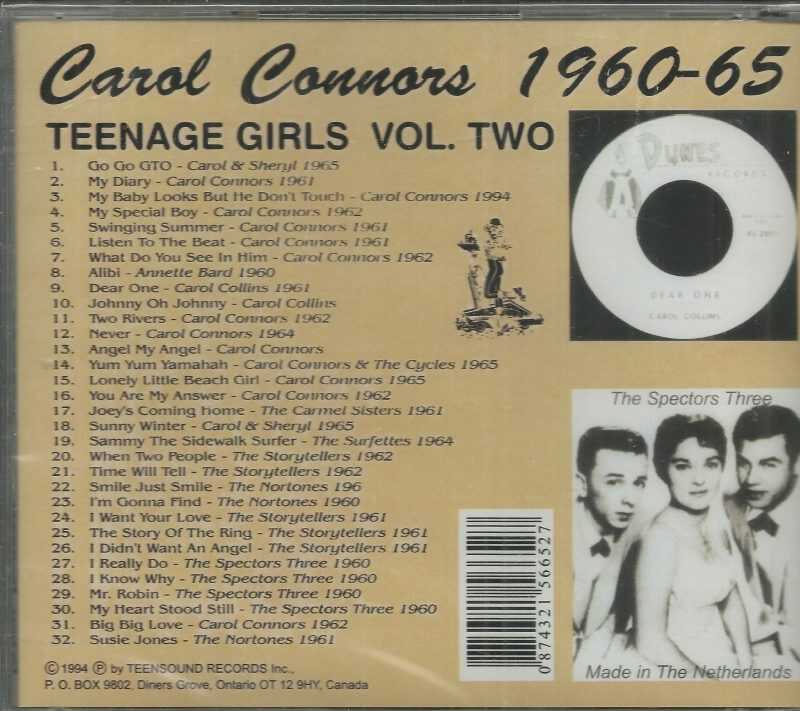 Carol Connors 1960-65
TEENAGE GIRLS VOL. TWO
1. Go Go GTO - Carol & Sheryl 1965
2. My Diary - Carol Connors 1961
3. My Baby Looks But He Don't Touch - Carol Connors 1994
4. My Special Boy - Carol Connors 1962
5. Swinging Summer - Carol Connors 1961
6. Listen To The Beat - Carol Connors 1961
7. What Do You See In Him - Carol Connors 1962
8. Alibi - Annette Bard 1960
9. Dear One - Carol Collins 1961
10. Johnny Oh Johnny - Carol Collins
11. Two Rivers - Carol Connors 1962
12. Never - Carol Connors 1964
13. Angel My Angel - Carol Connors
14. Yum Yum Yamahah - Carol Connors & The Cycles 1965
15. Lonely Little Beach Girl - Carol Connors 1965
16. You Are My Answer - Carol Connors 1962
17. Joey's Coming Home - The Carmel Sisters 1961
18. Sunny Winter - Carol & Sheryl 1965
19. Sammy The Sidewalk Surfer - The Surfettes 1964
20. When Two People - The Storytellers 1962
21. Time Will Tell - The Storytellers 1962
22. Smile Just Smile - The Nortones 196
23. I'm Gonna Find - The Nortones 1960
24. I Want Your Love - The Storytellers 1961
25. The Story Of The Ring - The Storytellers 1961
26. I Didn't Want An Angel - The Storytellers 1961
27. I Really Do - The Spectors Three 1960
28. I Know Why - The Spectors Three 1960
29. Mr. Robin - The Spectors Three 1960
30. My Heart Stood Still - The Spectors Three 1960
31. Big Big Love - Carol Connors 1962
32. Susie Jones - The Nortones 1961
© 1994 ℗ by TEENSOUND RECORDS Inc.,
P. O. BOX 9802, Diners Grove, Ontario OT 12 9HY, Canada
Dunes
RECORDS
DEAR ONE
CAROL COLLINS
The Spectors Three
0 874321 566527
Made in The Netherlands